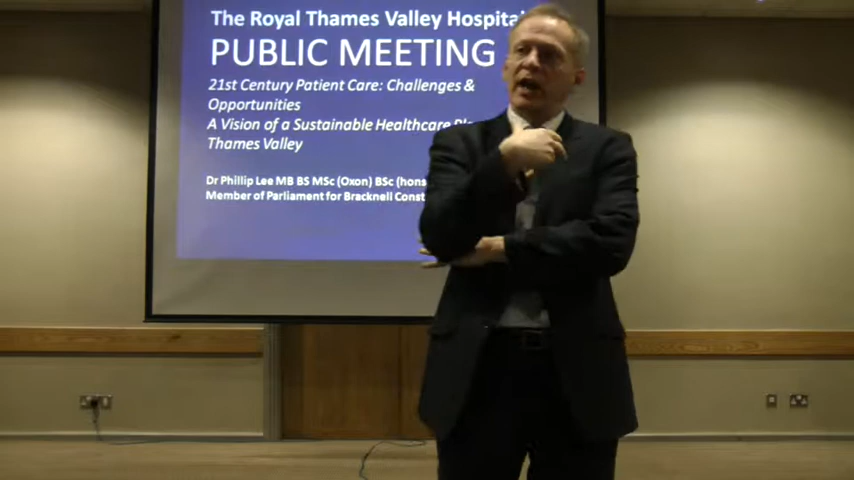 The Royal Thames Valley Hospital
PUBLIC MEETING
21st Century Patient Care: Challenges &
Opportunities
A Vision of a Sustainable Healthcare
Thames Valley
Dr Phillip Lee MB BS MSc (Oxon) BSc (hons
Member of Parliament for Bracknell